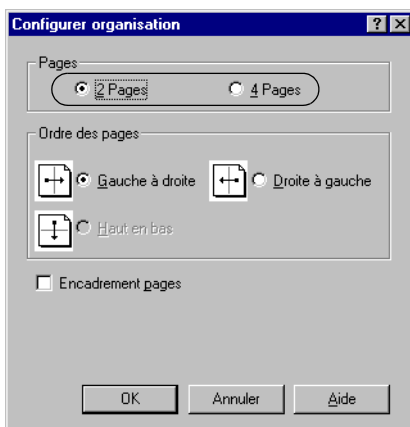 Configurer organisation
Pages
2 Pages 4 Pages
Ordre des pages
Gauche à droite Droite à gauche
Haut en bas
Encadrement pages
OK Annuler Aide